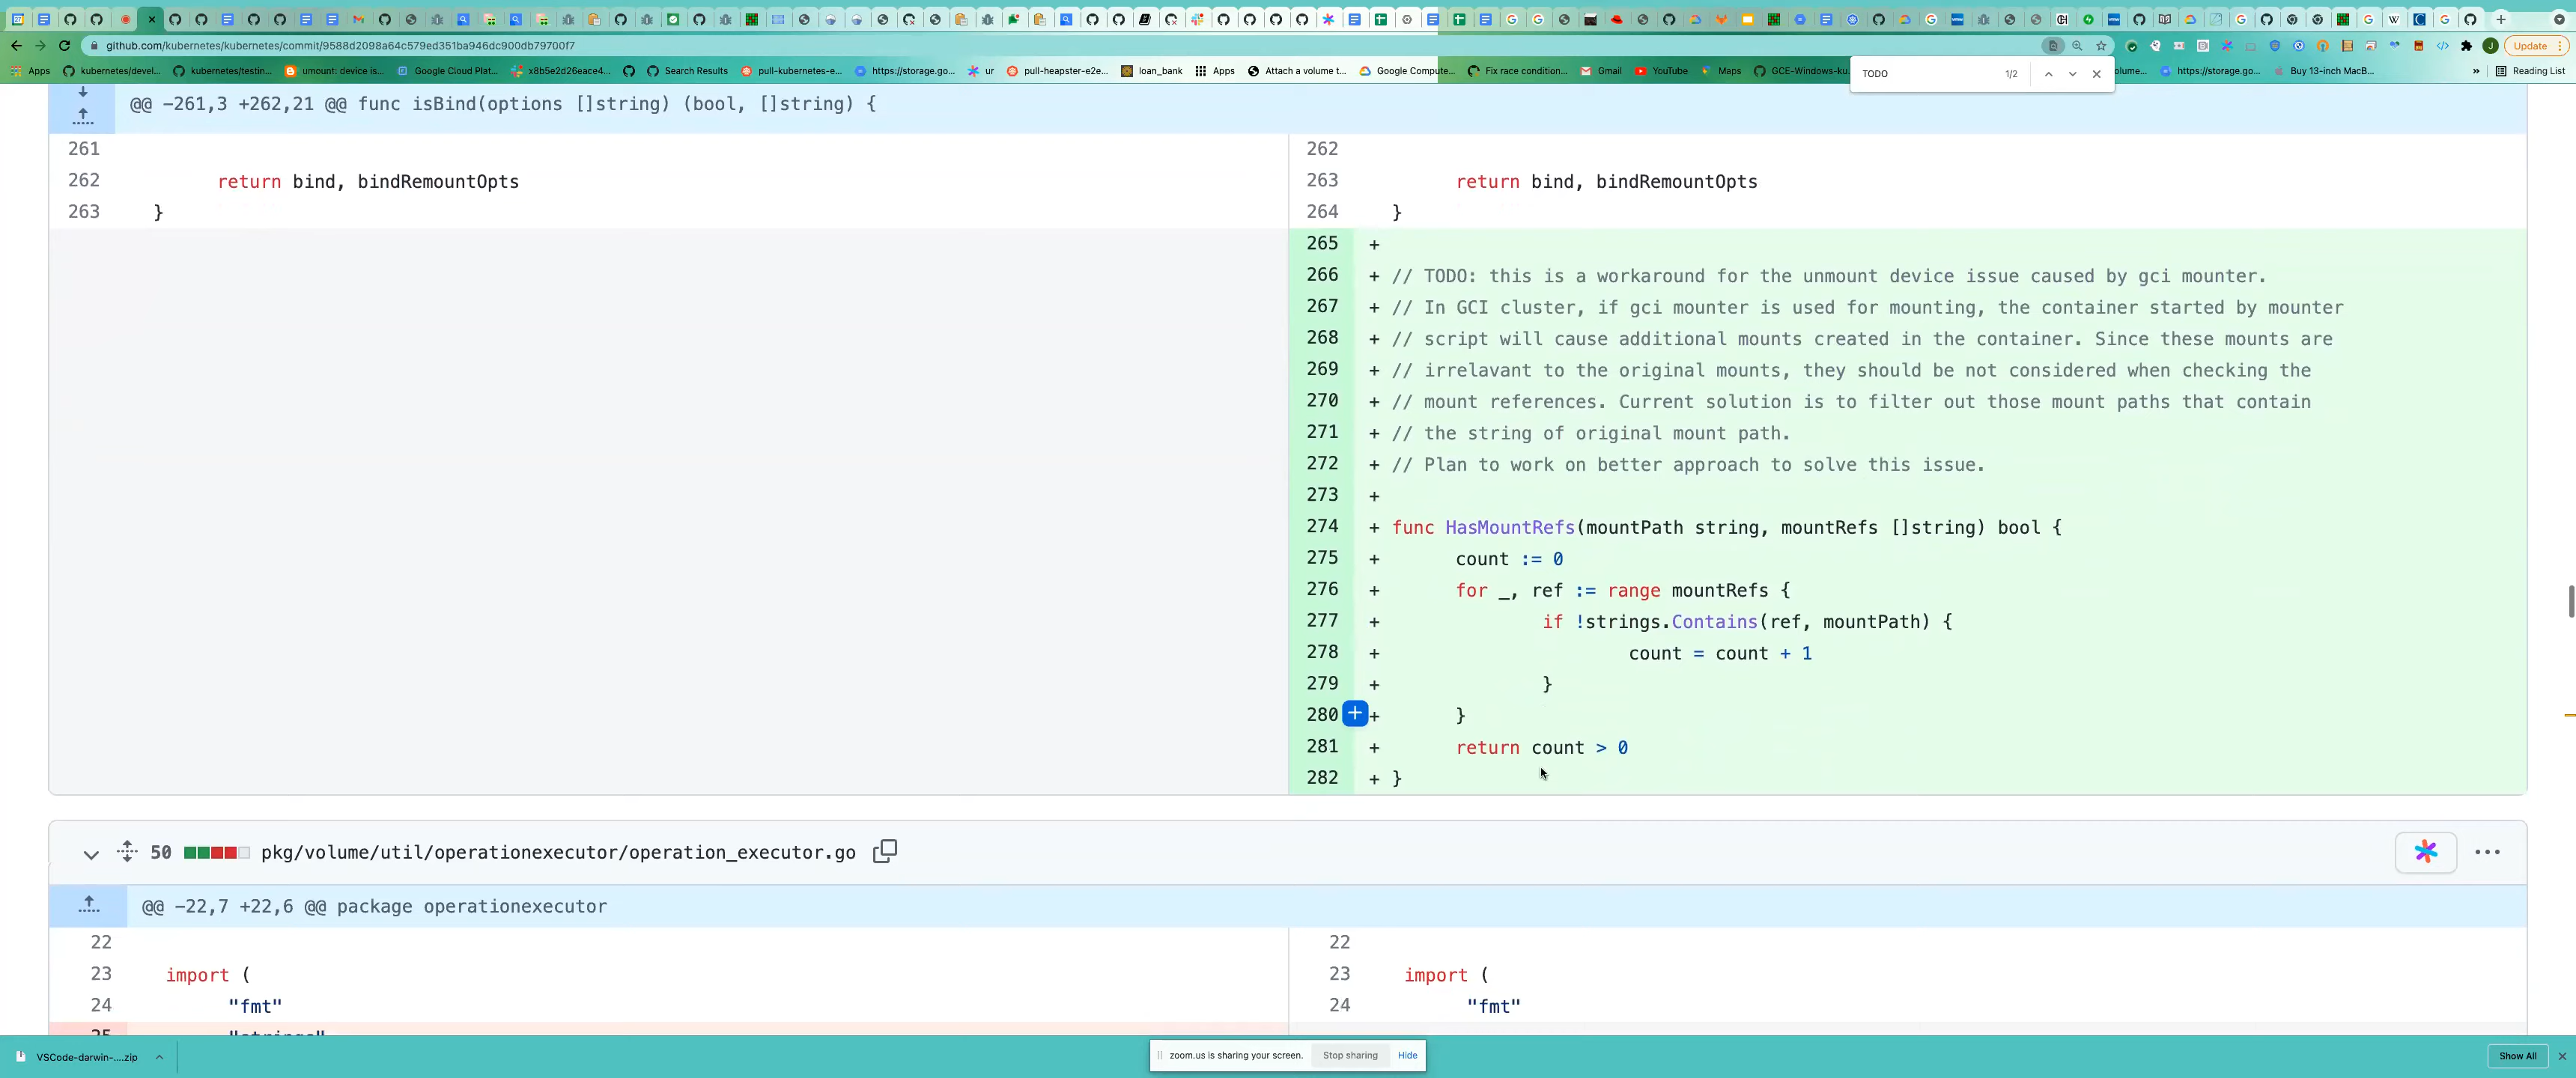 github.com/kubernetes/kubernetes/commit/9588d2098a64c579ed351ba946dc900db79700f7
Update
Apps kubernetes/devel... kubernetes/testin... umount: device is... Google Cloud Plat... x8b5e2d26eace4... Search Results pull-kubernetes-e... https://storage.go... ur pull-heapster-e2e... loan_bank Apps Attach a volume t... Google Compute... Fix race condition... Gmail YouTube Maps GCE-Windows-ku... olume... https://storage.go... Buy 13-inch MacB... » Reading List
TODO 1/2
@@ -261,3 +262,21 @@ func isBind(options []string) (bool, []string) {
261 262
262 return bind, bindRemountOpts 263 return bind, bindRemountOpts
263 } 264 }
265 +
266 + // TODO: this is a workaround for the unmount device issue caused by gci mounter.
267 + // In GCI cluster, if gci mounter is used for mounting, the container started by mounter
268 + // script will cause additional mounts created in the container. Since these mounts are
269 + // irrelavant to the original mounts, they should be not considered when checking the
270 + // mount references. Current solution is to filter out those mount paths that contain
271 + // the string of original mount path.
272 + // Plan to work on better approach to solve this issue.
273 +
274 + func HasMountRefs(mountPath string, mountRefs []string) bool {
275 + count := 0
276 + for _, ref := range mountRefs {
277 + if !strings.Contains(ref, mountPath) {
278 + count = count + 1
279 + }
280 + }
281 + return count > 0
282 + }
50 pkg/volume/util/operationexecutor/operation_executor.go
@@ -22,7 +22,6 @@ package operationexecutor
22 22
23 import ( 23 import (
24 "fmt" 24 "fmt"
25 "strings"
VSCode-darwin-....zip
zoom.us is sharing your screen. Stop sharing Hide
Show All